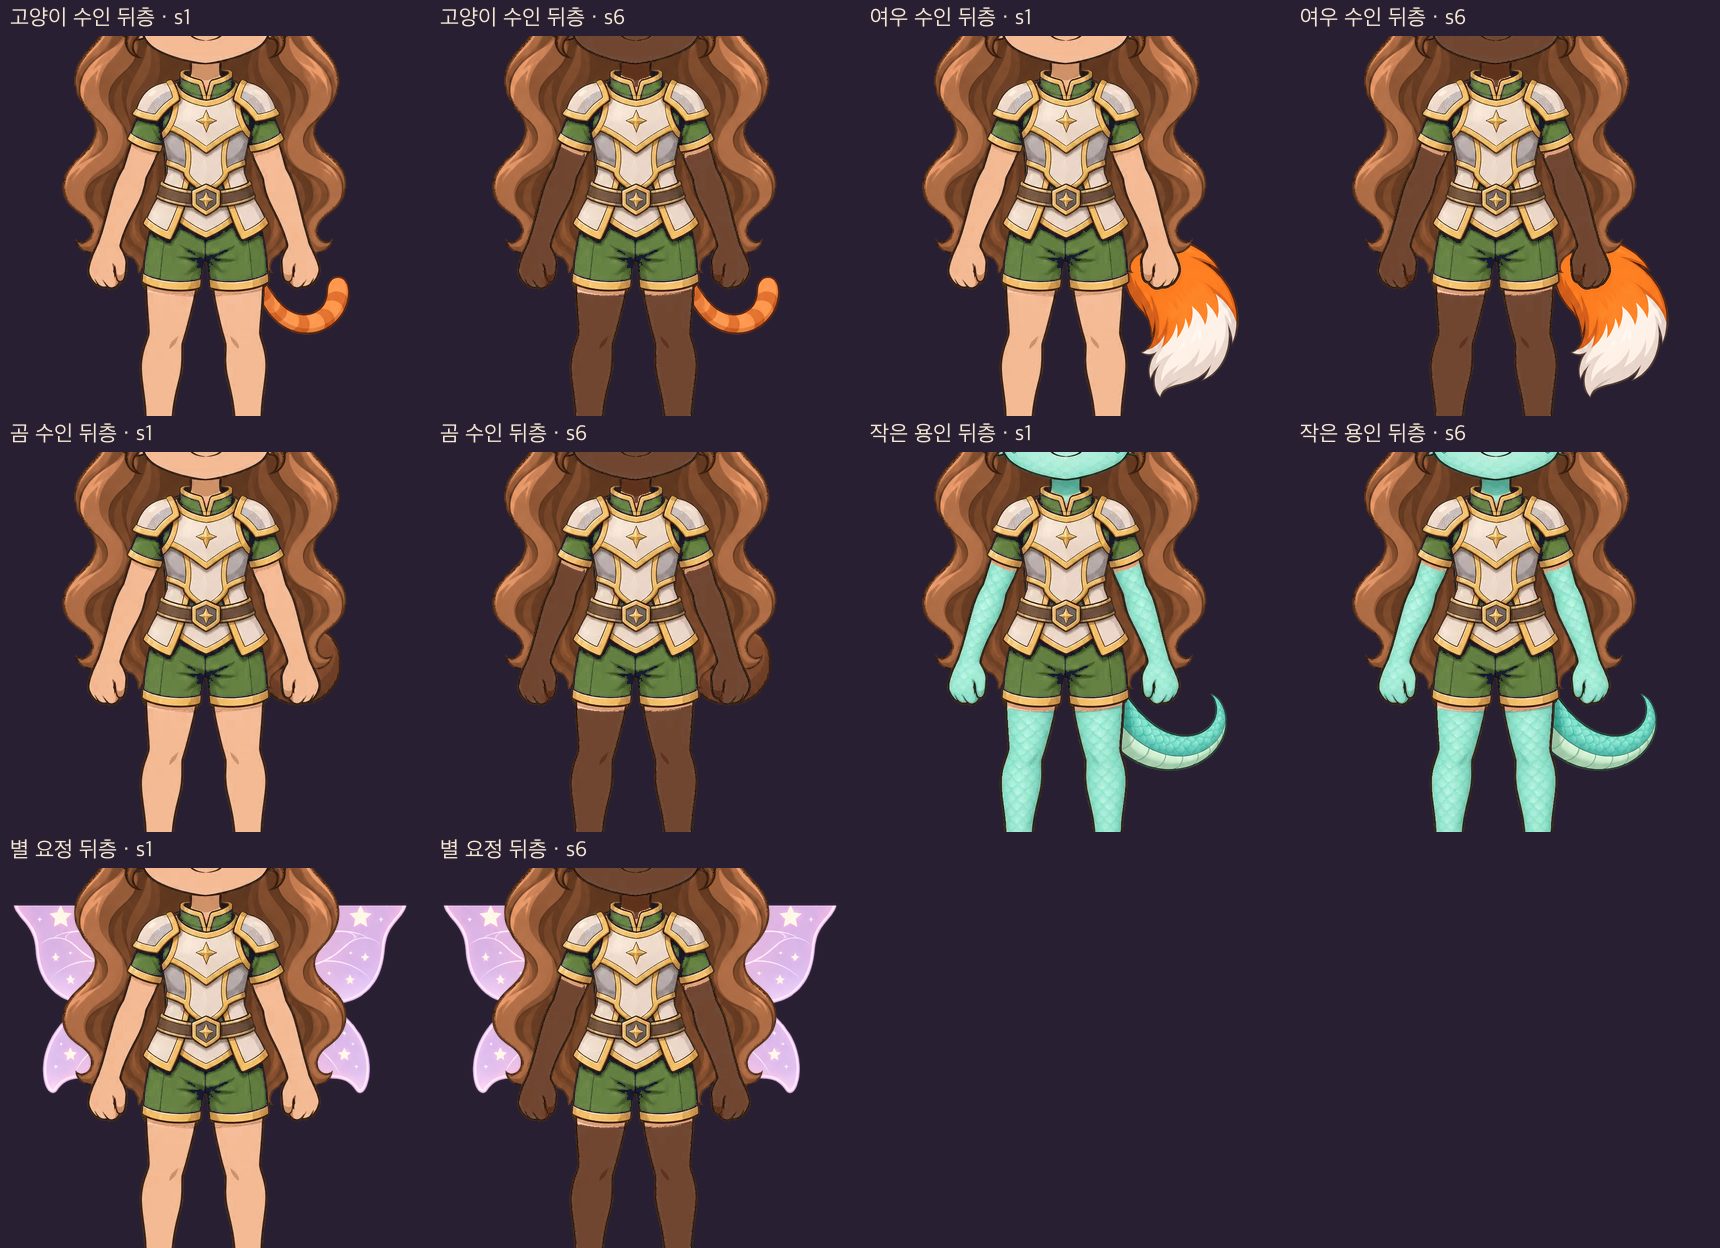 고양이 수인 뒤층 · s1
고양이 수인 뒤층 · s6
여우 수인 뒤층 · s1
여우 수인 뒤층 · s6
곰 수인 뒤층 · s1
곰 수인 뒤층 · s6
작은 용인 뒤층 · s1
작은 용인 뒤층 · s6
별 요정 뒤층 · s1
별 요정 뒤층 · s6